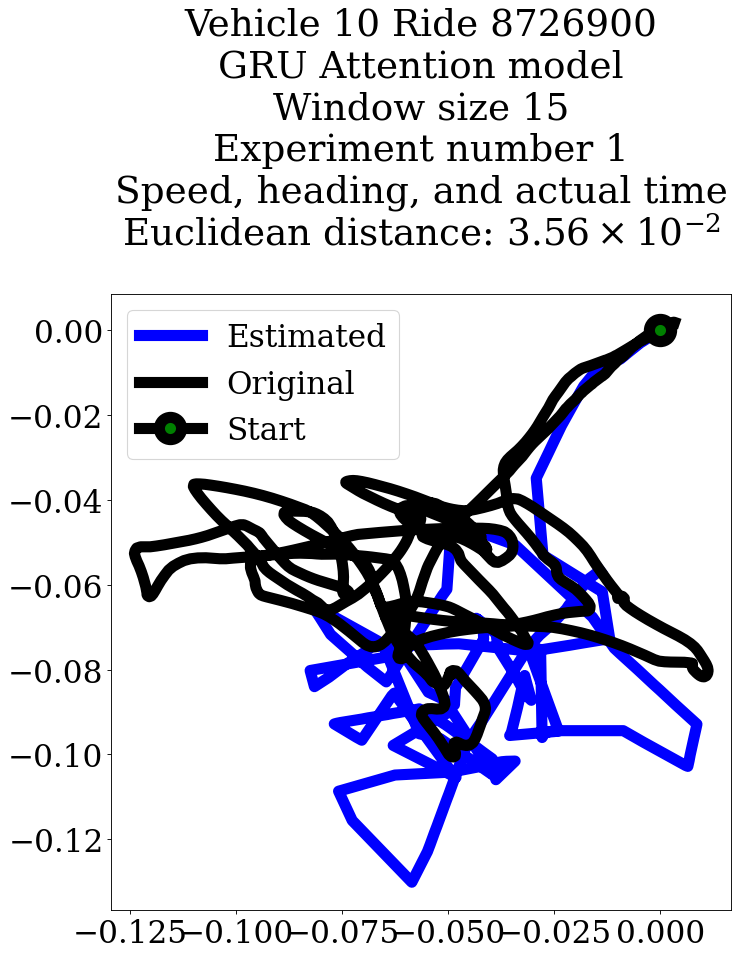 Vehicle 10 Ride 8726900
GRU Attention model
Window size 15
Experiment number 1
Speed, heading, and actual time
Euclidean distance: 3.56 × 10⁻²
Estimated
Original
Start
0.00
−0.02
−0.04
−0.06
−0.08
−0.10
−0.12
−0.125 −0.100 −0.075 −0.050 −0.025 0.000